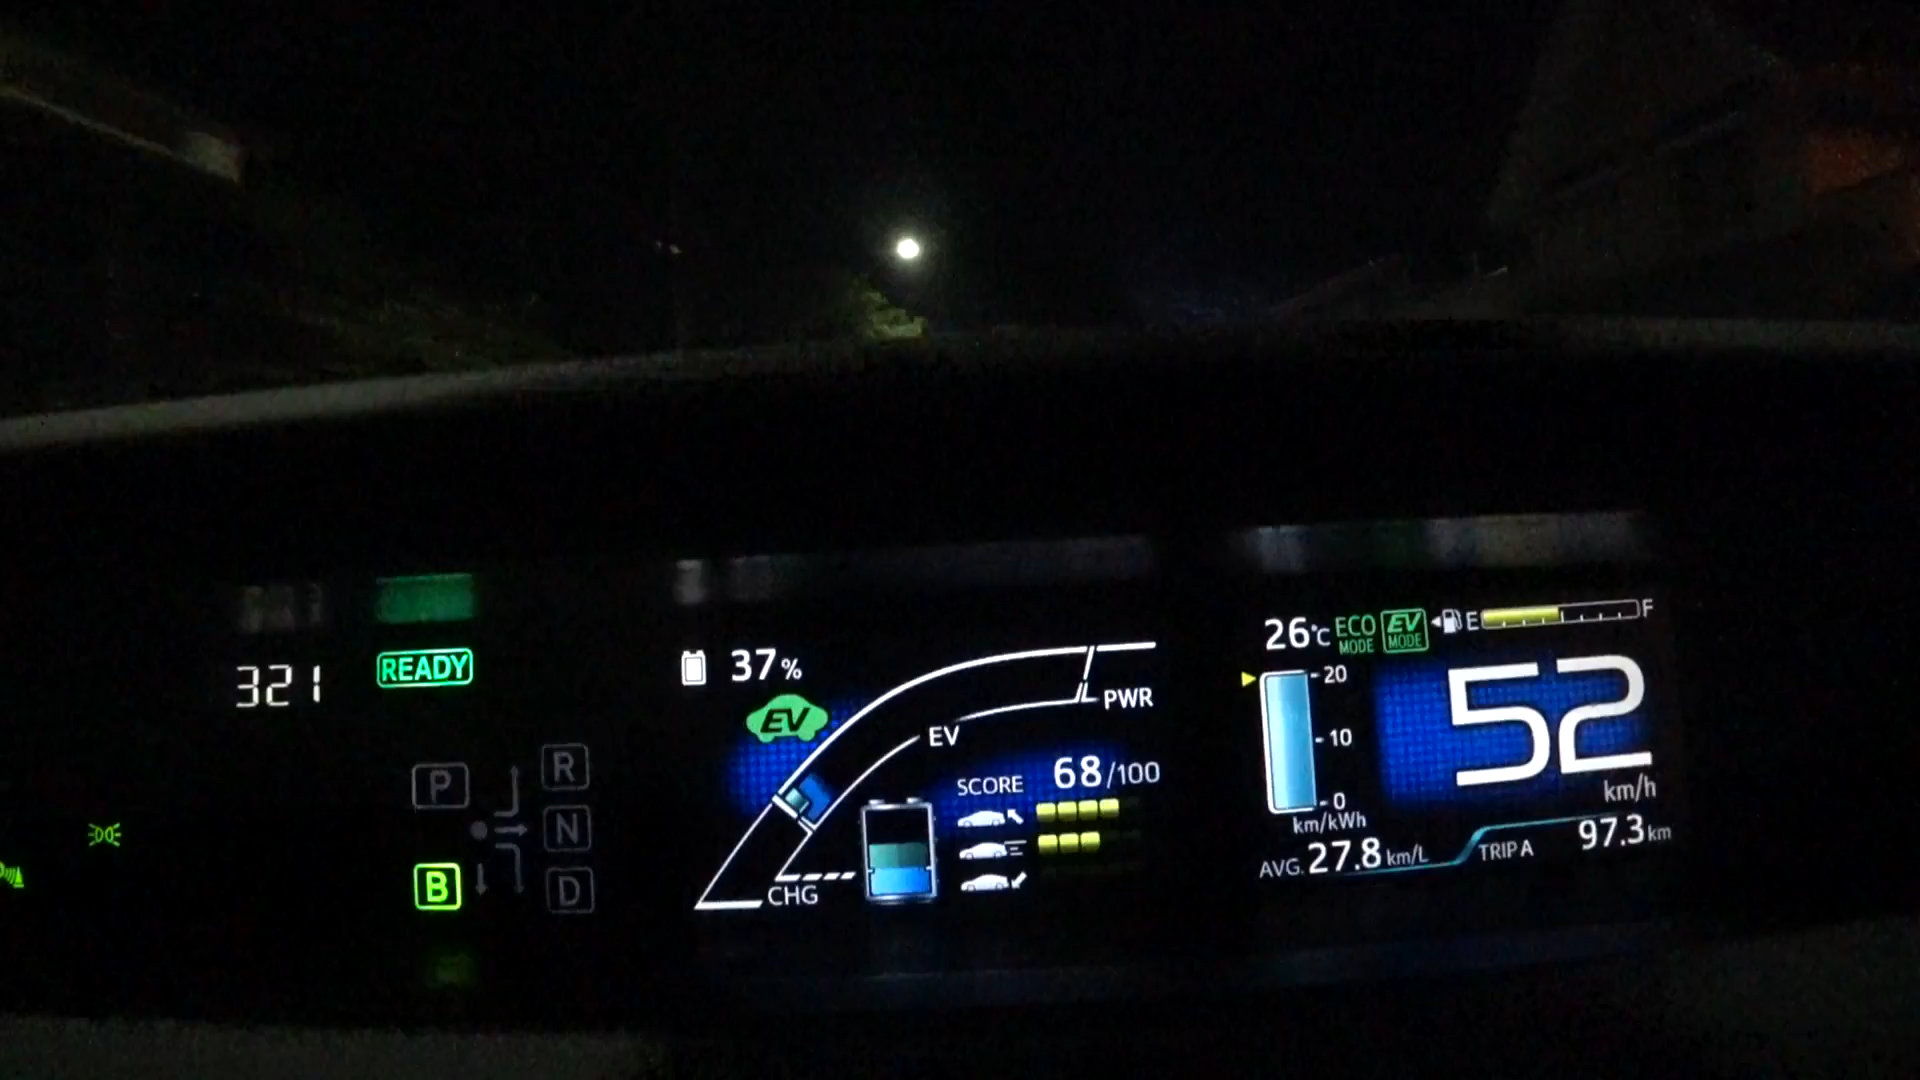 321
READY
P
R
N
B
D
37%
EV
PWR
EV
SCORE 68/100
CHG
26°C
ECO MODE
EV MODE
E
F
20
10
0
km/kWh
52
km/h
AVG. 27.8 km/L
TRIP A
97.3 km